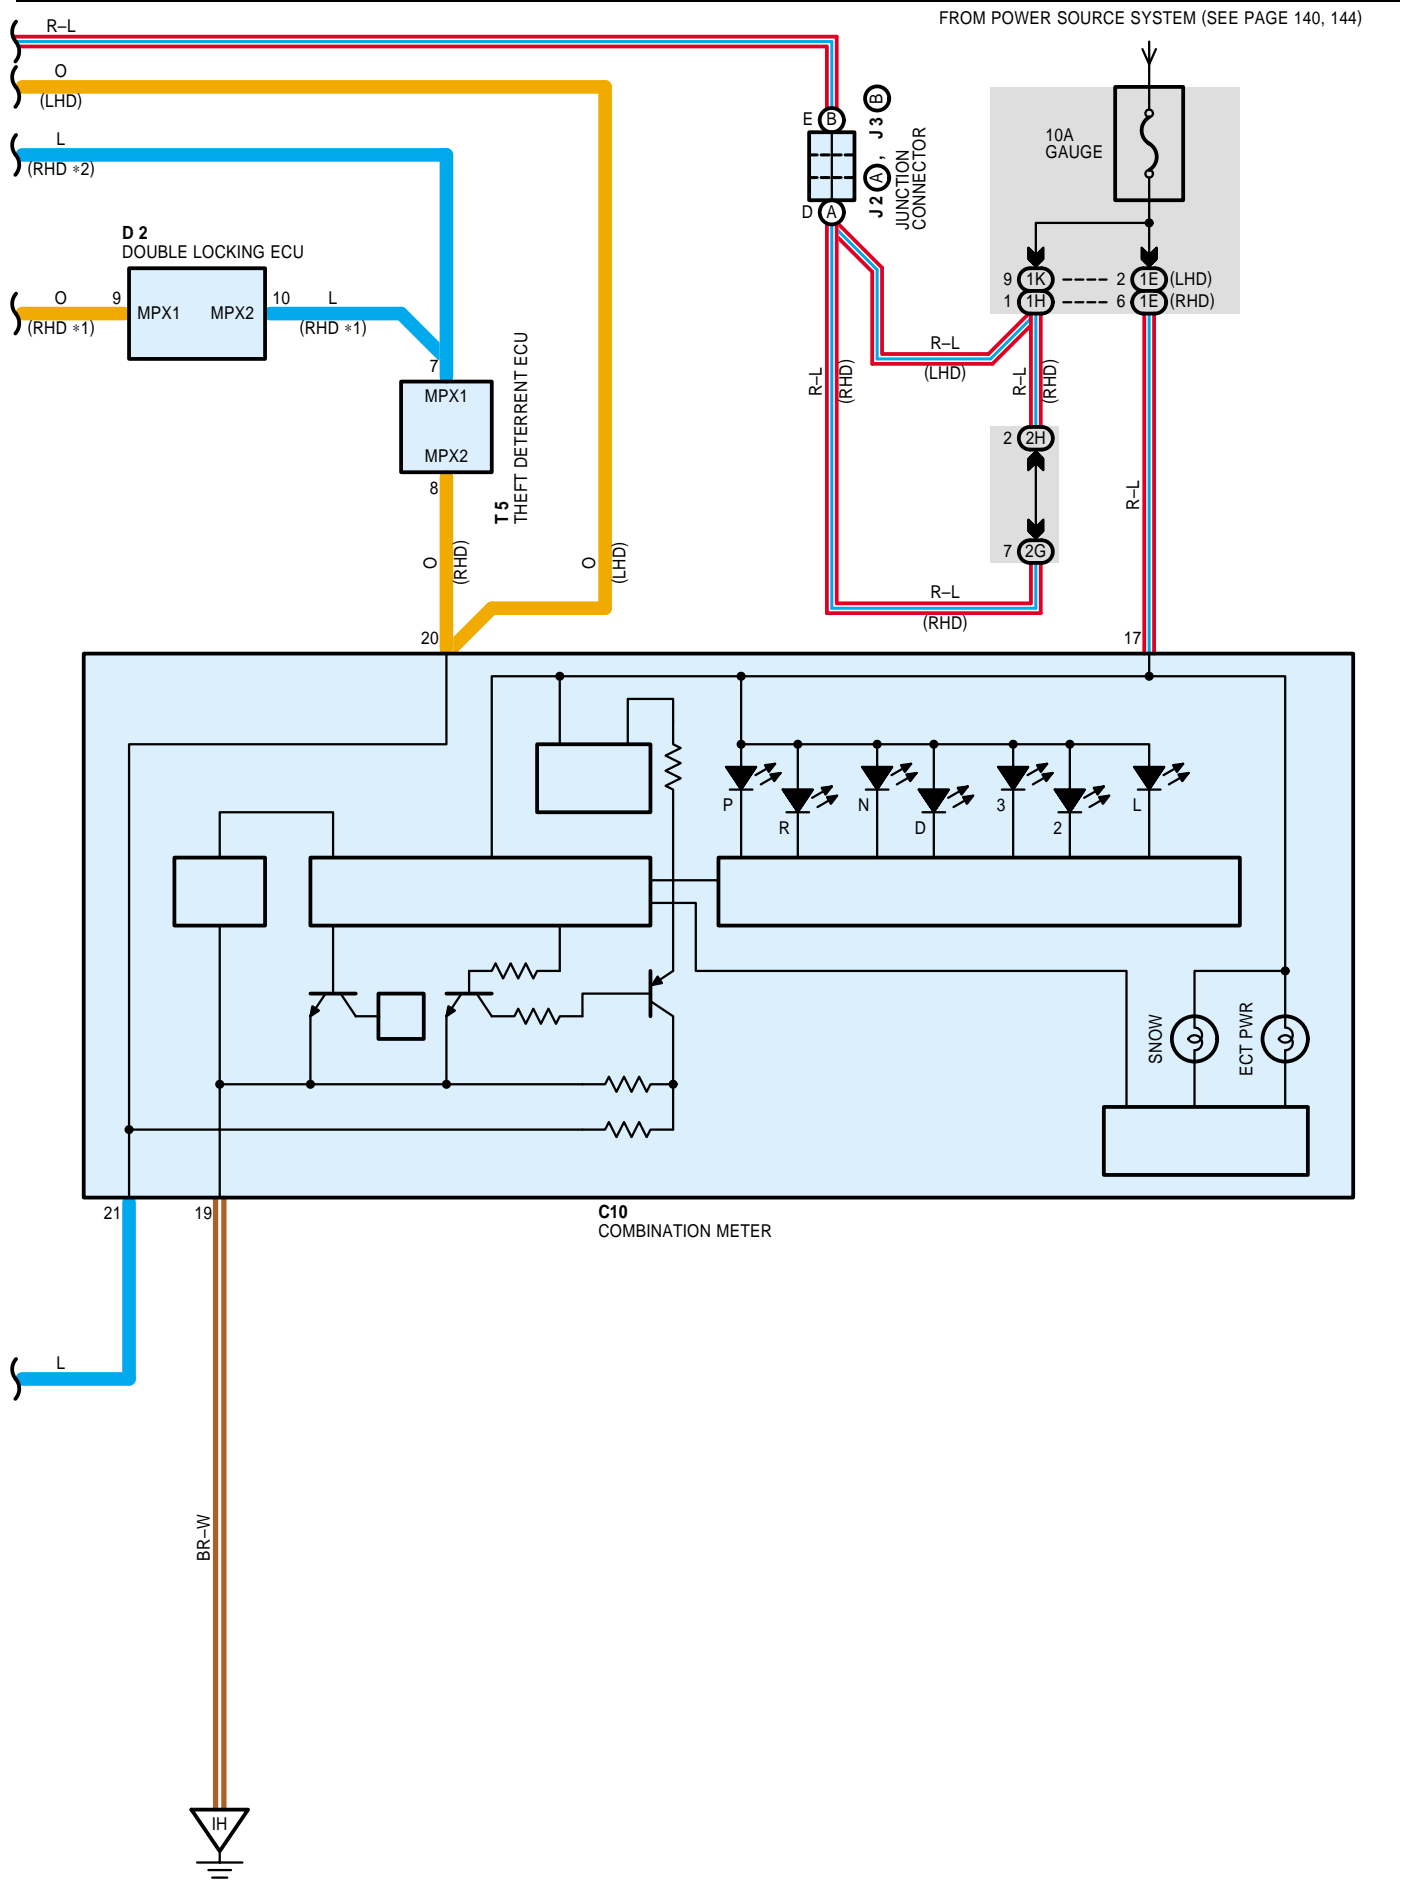 FROM POWER SOURCE SYSTEM (SEE PAGE 140, 144)
R–L
O
(LHD)
L
(RHD *2)
D 2
DOUBLE LOCKING ECU
O
(RHD *1)
9
MPX1
MPX2
10
L
(RHD *1)
7
MPX1
MPX2
8
T 5
THEFT DETERRENT ECU
O
(RHD)
O
(LHD)
E
B
D
A
J 2 A , J 3 B
JUNCTION
CONNECTOR
10A
GAUGE
9 1K
2 1E (LHD)
1 1H
6 1E (RHD)
R–L
(LHD)
R–L
(RHD)
R–L
(RHD)
2 2H
7 2G
R–L
(RHD)
R–L
20
17
P
R
N
D
3
2
L
SNOW
ECT PWR
21
19
C10
COMBINATION METER
L
BR–W
IH